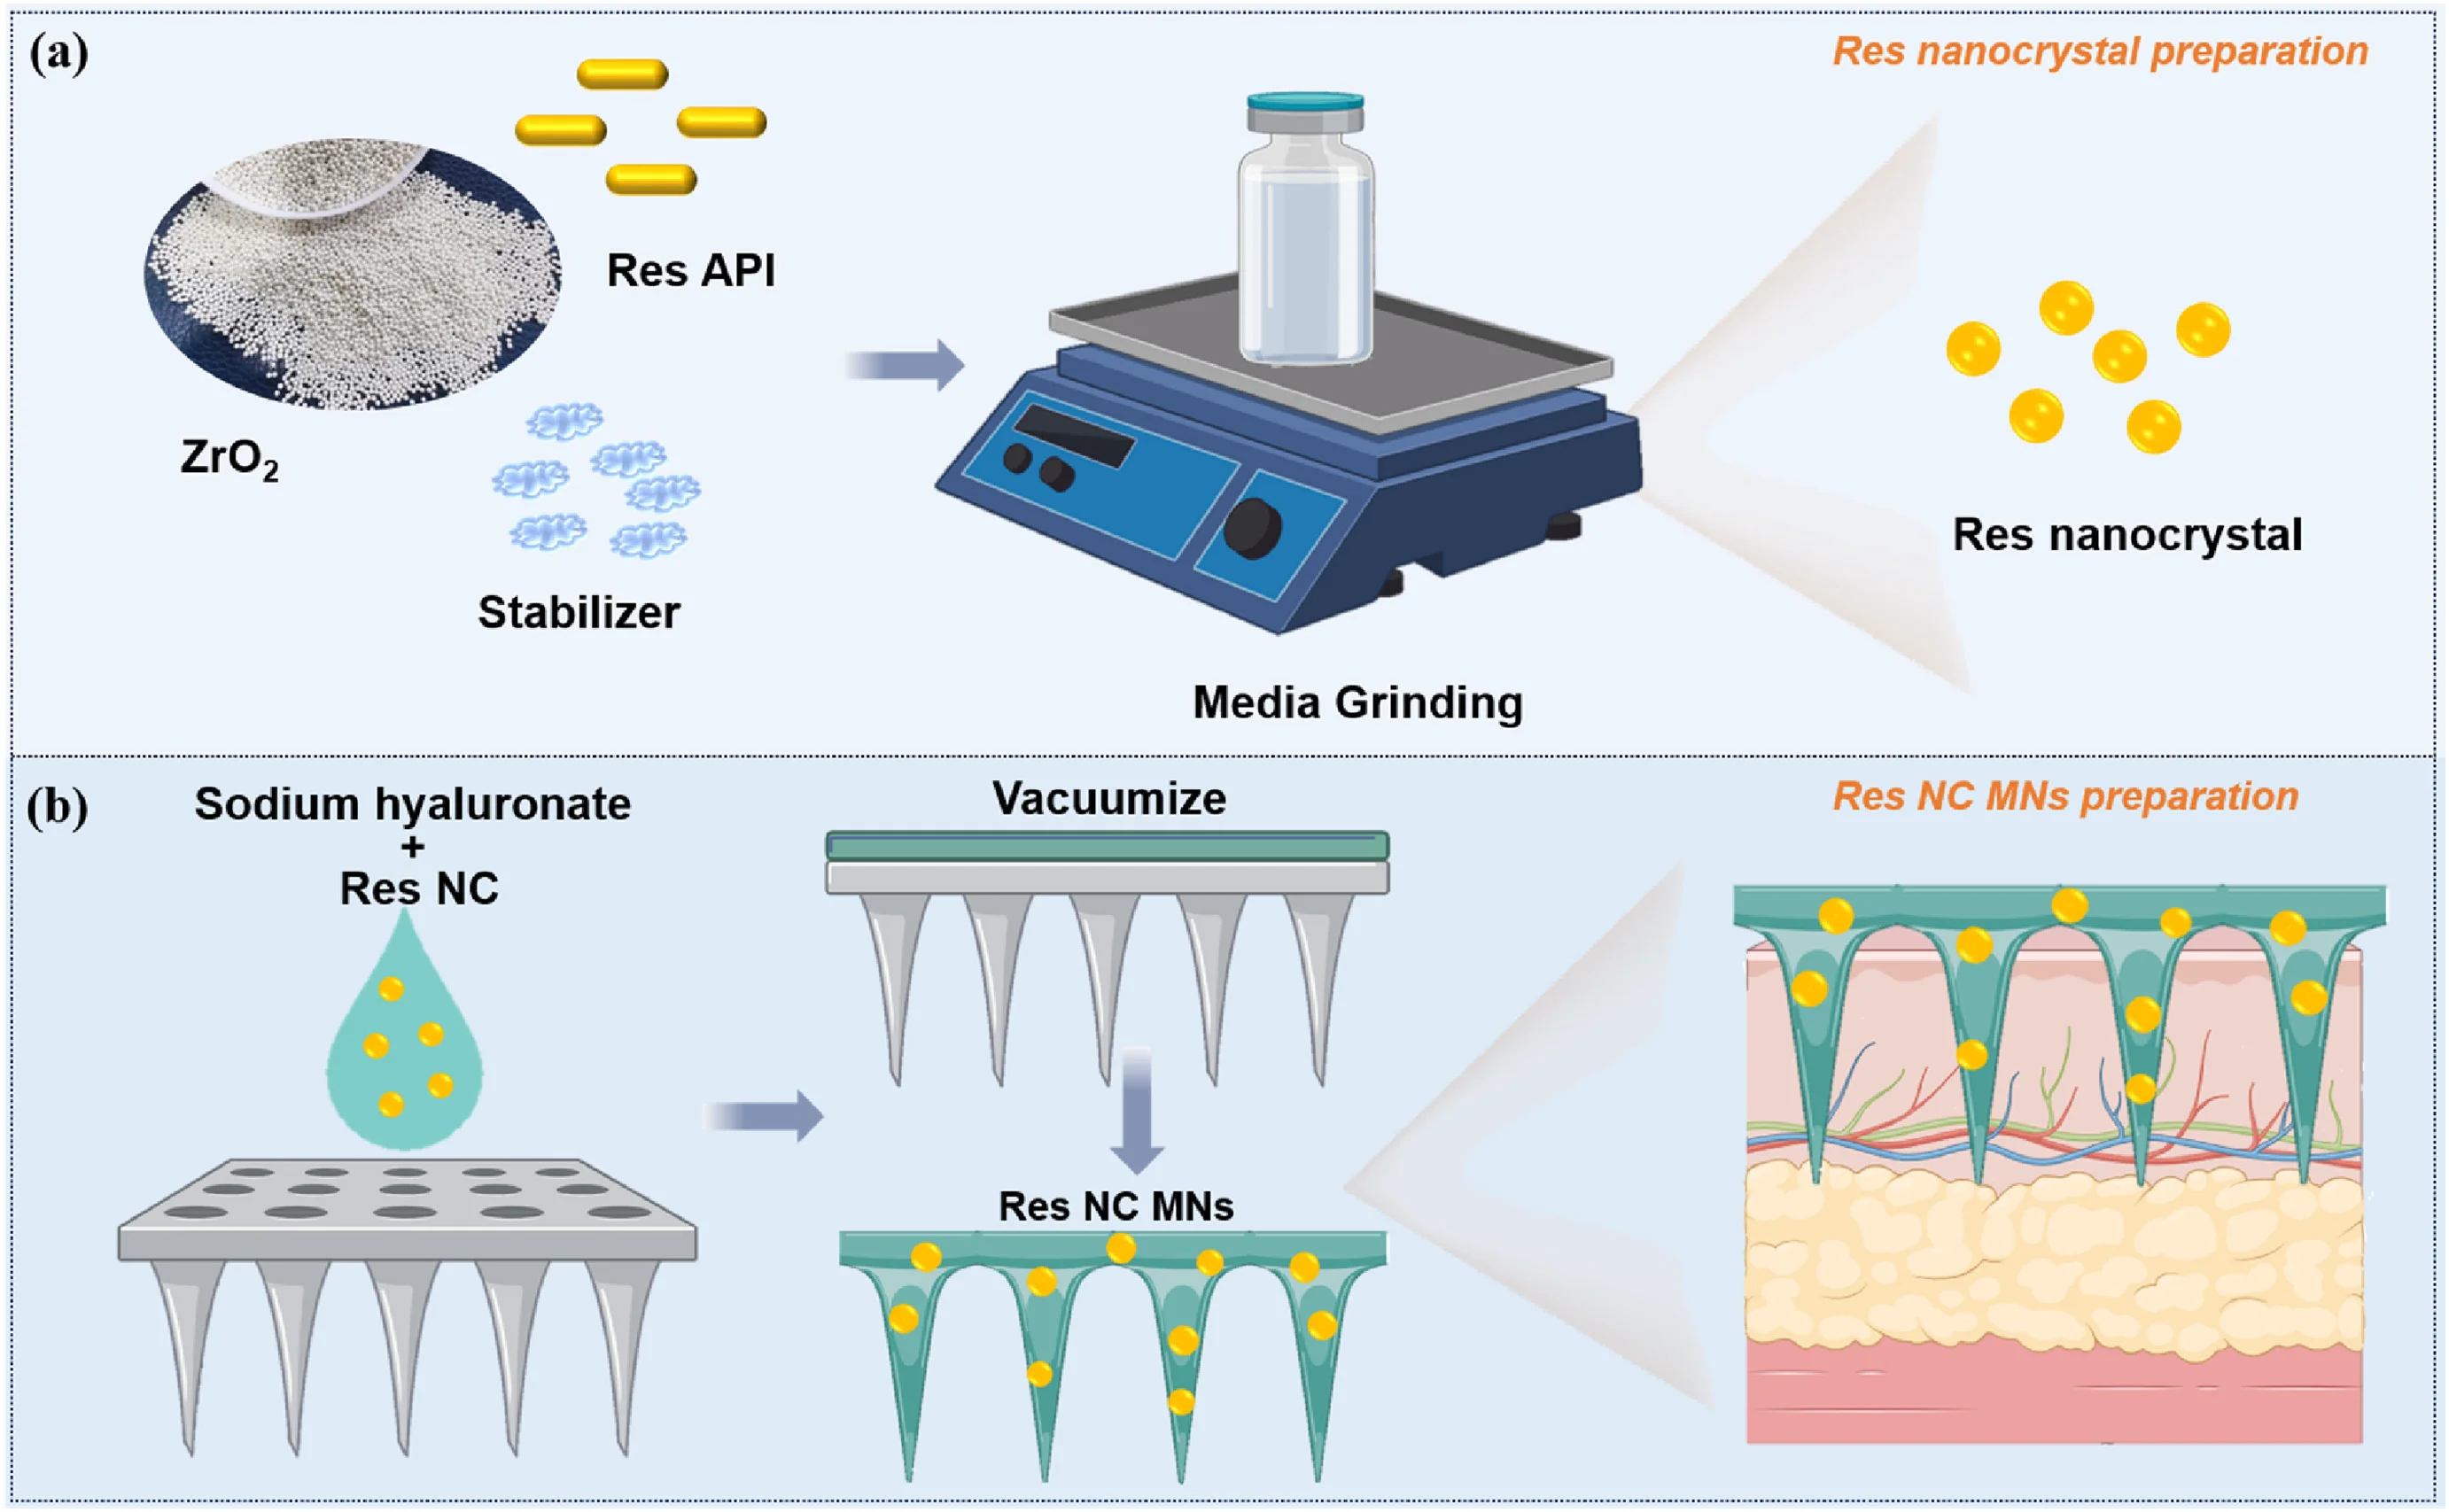 (a)
Res nanocrystal preparation
Res API
ZrO₂
Stabilizer
Media Grinding
Res nanocrystal
(b)
Sodium hyaluronate
+
Res NC
Vacuumize
Res NC MNs
Res NC MNs preparation